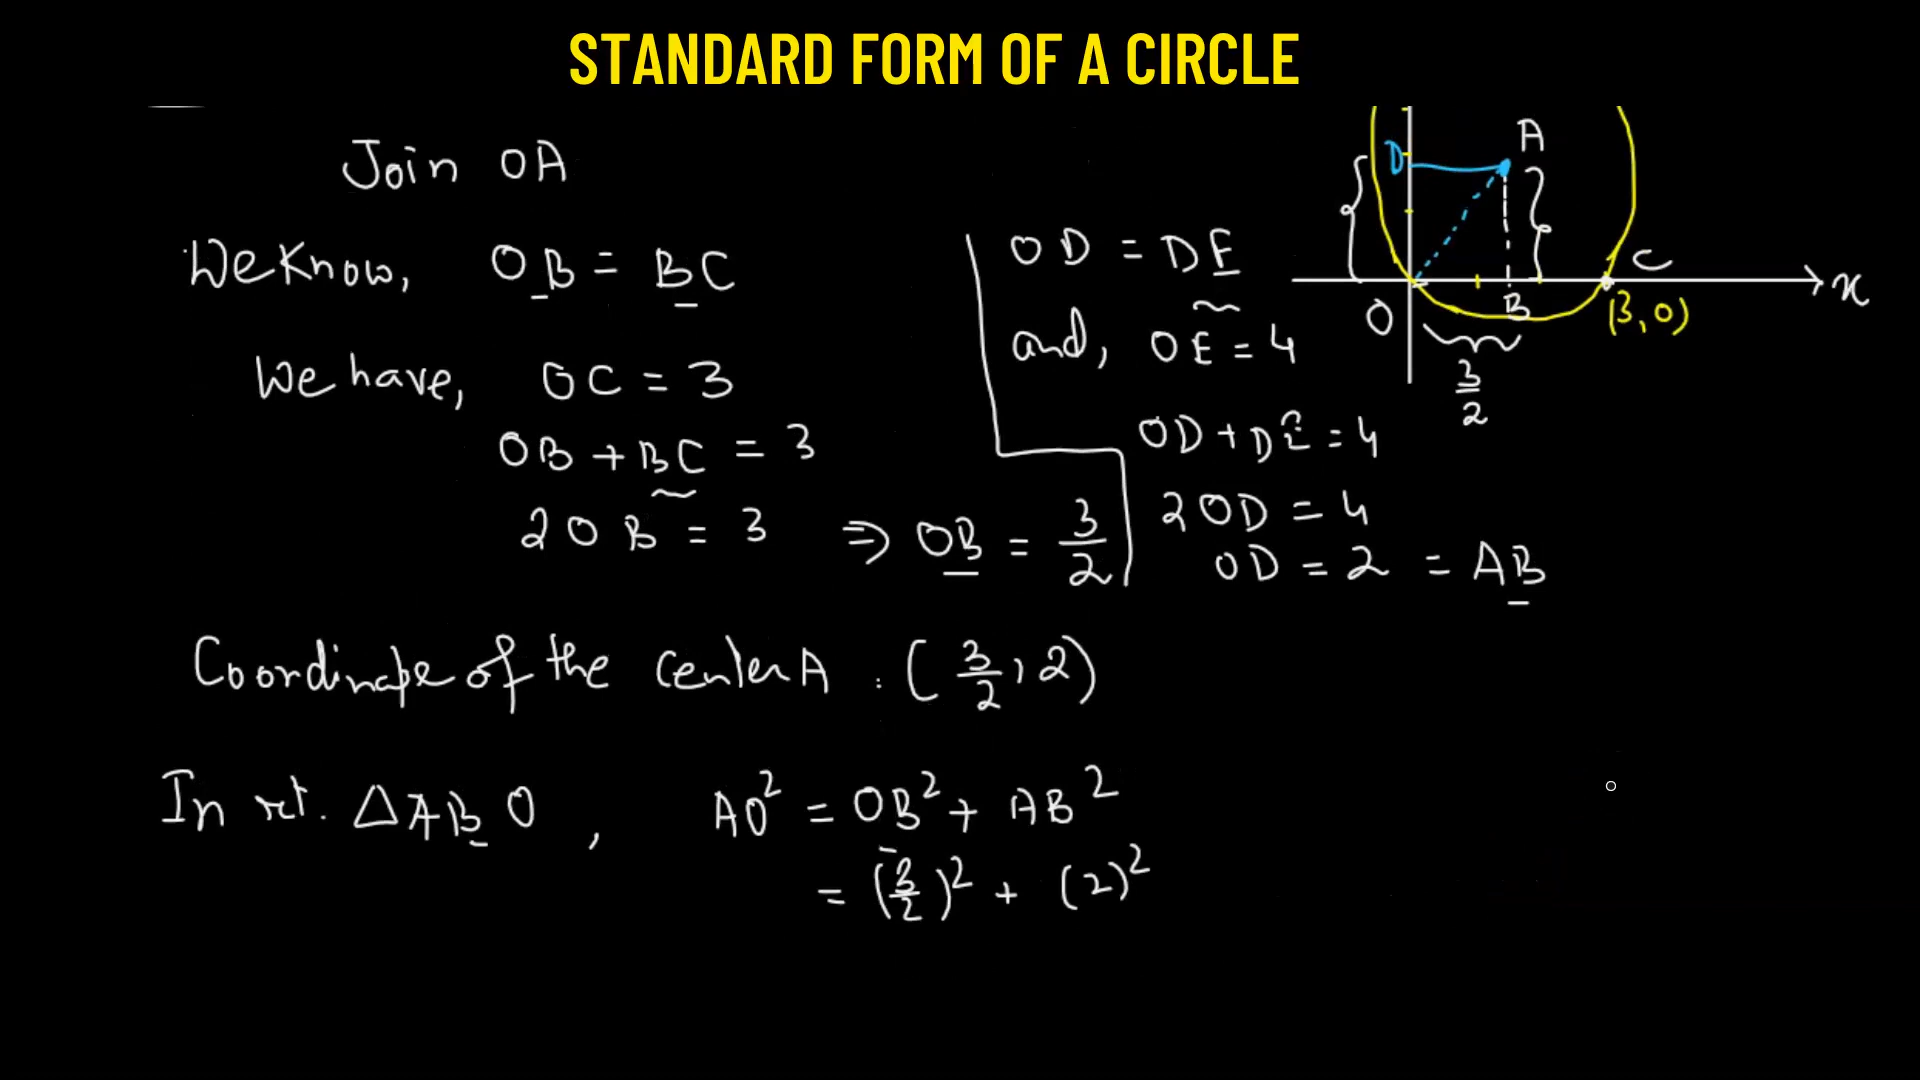 STANDARD FORM OF A CIRCLE
Join OA
We Know, OB = BC
We have, OC = 3
OB + BC = 3
2OB = 3 ⇒ OB = 3/2
OD = DE
and, OE = 4
OD + DE = 4
2OD = 4
OD = 2 = AB
D
A
O
B
C
(3,0)
x
3/2
Coordinate of the center A : (3/2, 2)
In rt. △ABO, AO² = OB² + AB²
= (3/2)² + (2)²